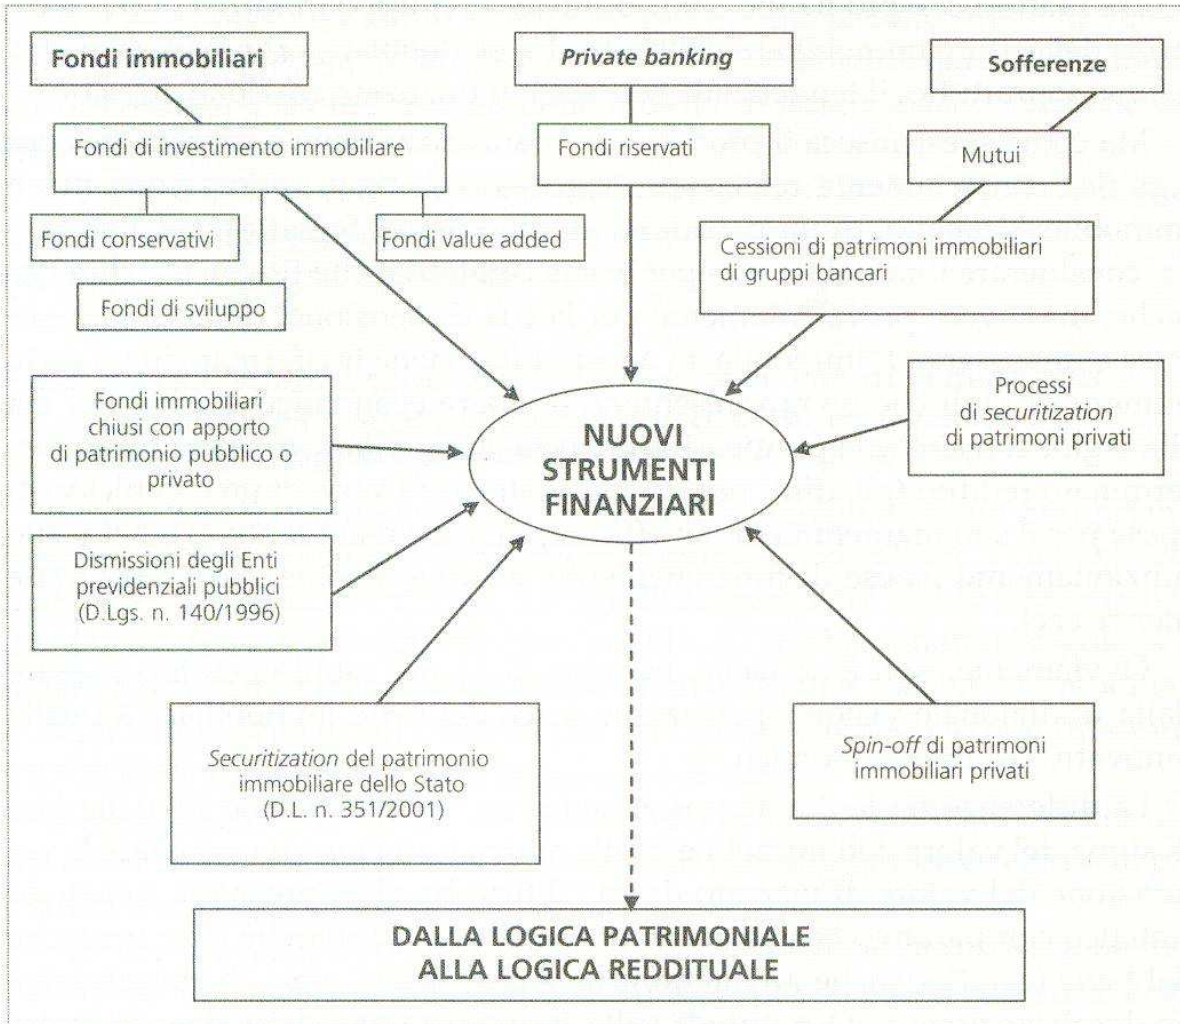 Fondi immobiliari
Private banking
Sofferenze
Fondi di investimento immobiliare
Fondi riservati
Mutui
Fondi conservativi
Fondi value added
Cessioni di patrimoni immobiliari
di gruppi bancari
Fondi di sviluppo
Fondi immobiliari
chiusi con apporto
di patrimonio pubblico o
privato
NUOVI
STRUMENTI
FINANZIARI
Processi
di securitization
di patrimoni privati
Dismissioni degli Enti
previdenziali pubblici
(D.Lgs. n. 140/1996)
Securitization del patrimonio
immobiliare dello Stato
(D.L. n. 351/2001)
Spin-off di patrimoni
immobiliari privati
DALLA LOGICA PATRIMONIALE
ALLA LOGICA REDDITUALE